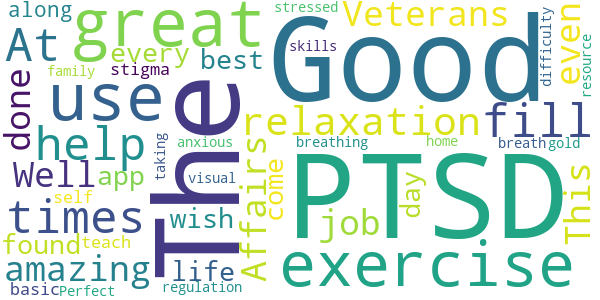 along
great
At
every
best
family
stigma
done
use
The
help
Well
app
taking
anxious
visual
self
times
wish
found
teach
amazing
life
basic
Perfect
regulation
stressed
skills
Good
Veterans
difficulty
even
resource
relaxation
fill
breathing
home
breath
gold
Affairs
come
PTSD
job
day
This
exercise